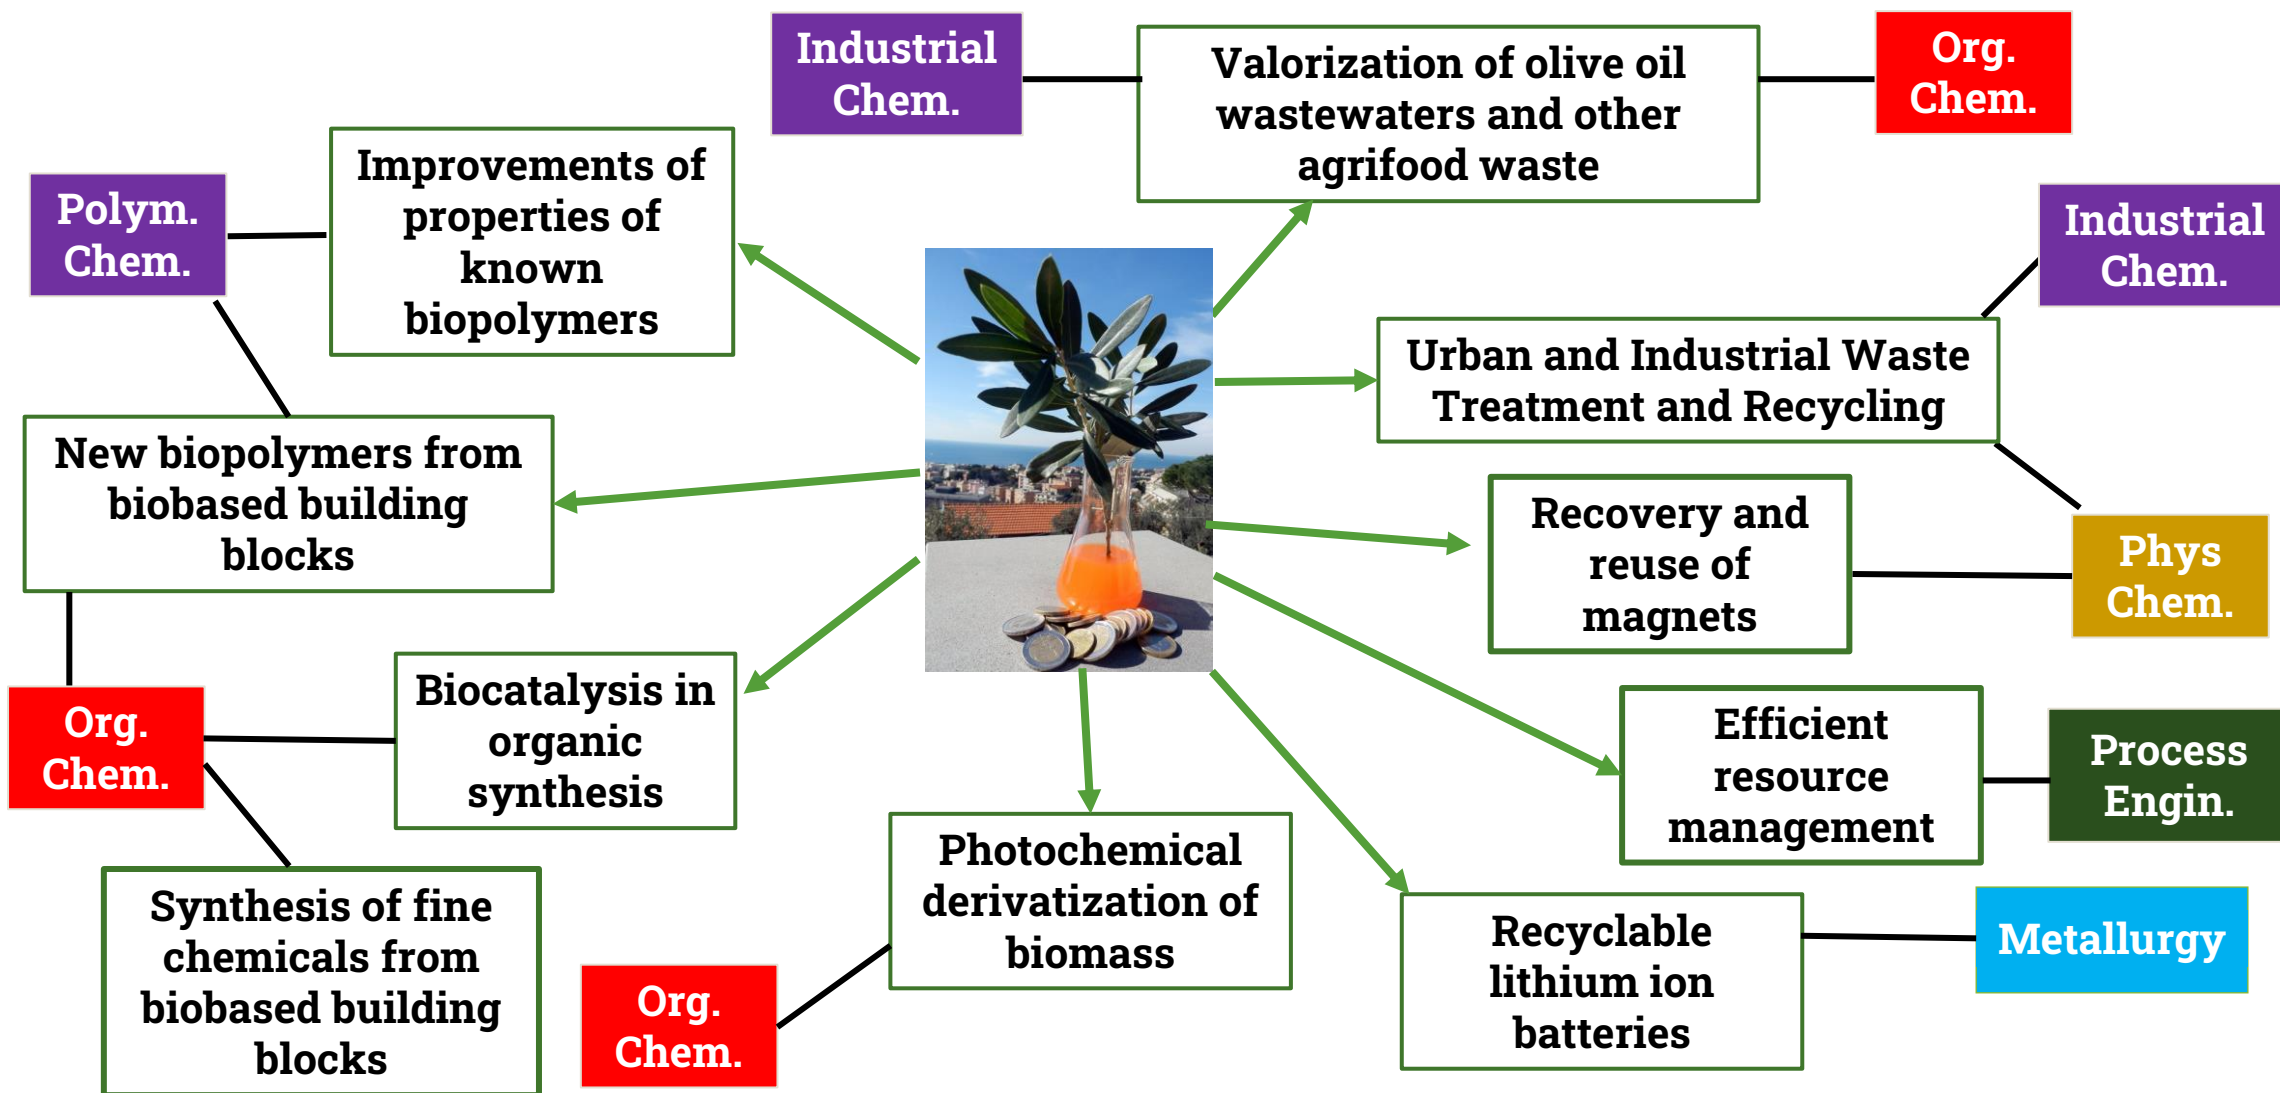 Industrial
Chem.
Valorization of olive oil
wastewaters and other
agrifood waste
Org.
Chem.
Polym.
Chem.
Improvements of
properties of
known
biopolymers
Industrial
Chem.
Urban and Industrial Waste
Treatment and Recycling
New biopolymers from
biobased building
blocks
Recovery and
reuse of
magnets
Phys
Chem.
Org.
Chem.
Biocatalysis in
organic
synthesis
Efficient
resource
management
Process
Engin.
Synthesis of fine
chemicals from
biobased building
blocks
Org.
Chem.
Photochemical
derivatization of
biomass
Recyclable
lithium ion
batteries
Metallurgy